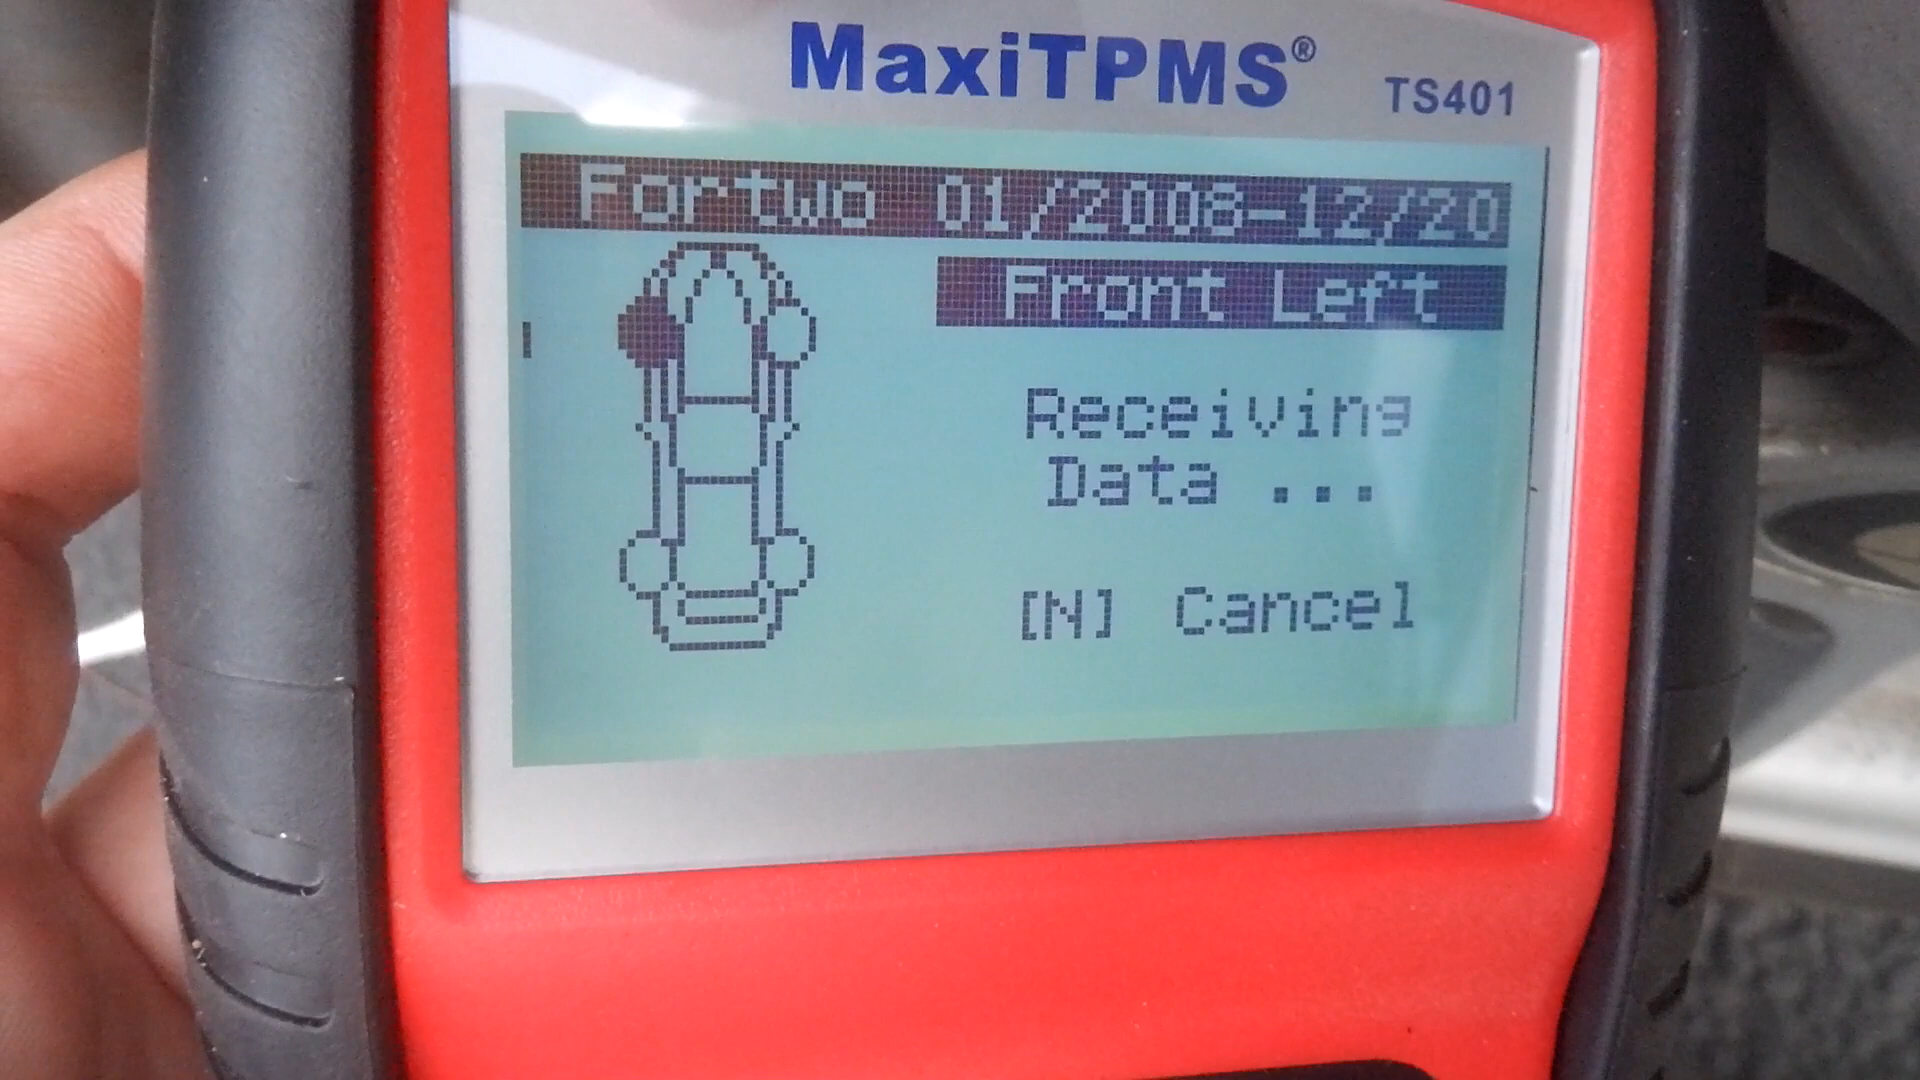 MaxiTPMS®
TS401
Fortwo 01/2008-12/20
Front Left
Receiving
Data ...
[N] Cancel